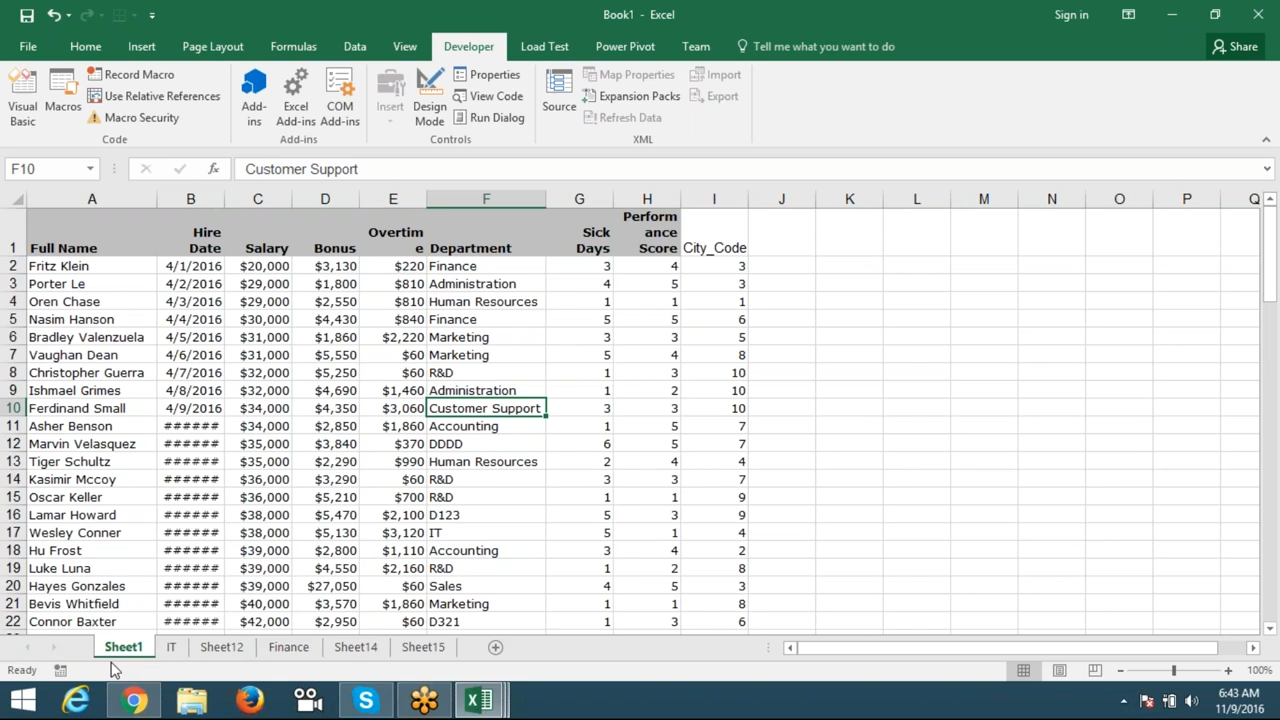 Book1 - Excel
Sign in
File Home Insert Page Layout Formulas Data View Developer Load Test Power Pivot Team Tell me what you want to do Share
Visual Basic
Macros
Record Macro
Use Relative References
Macro Security
Code
Add-ins
Excel Add-ins
COM Add-ins
Add-ins
Insert
Design Mode
Properties
View Code
Run Dialog
Controls
Source
Map Properties
Expansion Packs
Refresh Data
Import
Export
XML
F10 fx Customer Support
A B C D E F G H I J K L M N O P Q
1 Full Name Hire Date Salary Bonus Overtime Department Sick Days Performance Score City_Code
2 Fritz Klein 4/1/2016 $20,000 $3,130 $220 Finance 3 4 3
3 Porter Le 4/2/2016 $29,000 $1,800 $810 Administration 4 5 3
4 Oren Chase 4/3/2016 $29,000 $2,550 $810 Human Resources 1 1 1
5 Nasim Hanson 4/4/2016 $30,000 $4,430 $840 Finance 5 5 6
6 Bradley Valenzuela 4/5/2016 $31,000 $1,860 $2,220 Marketing 3 3 5
7 Vaughan Dean 4/6/2016 $31,000 $5,550 $60 Marketing 5 4 8
8 Christopher Guerra 4/7/2016 $32,000 $5,250 $60 R&D 1 3 10
9 Ishmael Grimes 4/8/2016 $32,000 $4,690 $1,460 Administration 1 2 10
10 Ferdinand Small 4/9/2016 $34,000 $4,350 $3,060 Customer Support 3 3 10
11 Asher Benson ###### $34,000 $2,850 $1,860 Accounting 1 5 7
12 Marvin Velasquez ###### $35,000 $3,840 $370 DDDD 6 5 7
13 Tiger Schultz ###### $35,000 $2,290 $990 Human Resources 2 4 4
14 Kasimir Mccoy ###### $36,000 $3,290 $60 R&D 3 3 7
15 Oscar Keller ###### $36,000 $5,210 $700 R&D 1 1 9
16 Lamar Howard ###### $38,000 $5,470 $2,100 D123 5 3 9
17 Wesley Conner ###### $38,000 $5,130 $3,120 IT 5 1 4
18 Hu Frost ###### $39,000 $2,800 $1,110 Accounting 3 4 2
19 Luke Luna ###### $39,000 $4,550 $2,160 R&D 1 2 8
20 Hayes Gonzales ###### $39,000 $27,050 $60 Sales 4 5 3
21 Bevis Whitfield ###### $40,000 $3,570 $1,860 Marketing 1 1 8
22 Connor Baxter ###### $42,000 $2,950 $60 D321 1 3 6
Sheet1 IT Sheet12 Finance Sheet14 Sheet15
Ready
100%
6:43 AM
11/9/2016